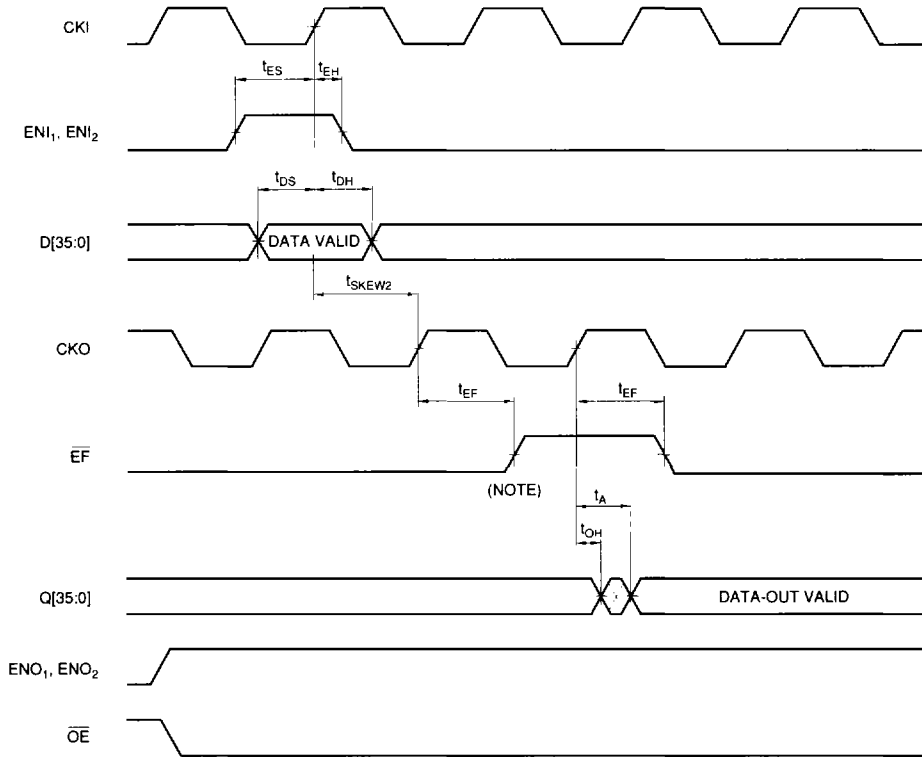 CKI
tES tEH
ENI1, ENI2
tDS tDH
D[35:0] DATA VALID
tSKEW2
CKO
tEF tEF
EF
(NOTE)
tA
tOH
Q[35:0] DATA-OUT VALID
ENO1, ENO2
OE